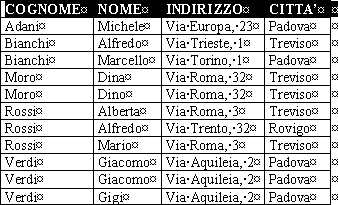 COGNOME¤ NOME¤ INDIRIZZO¤ CITTA'¤ ¤
Adani¤ Michele¤ Via·Europa,·23¤ Padova¤ ¤
Bianchi¤ Alfredo¤ Via·Trieste,·1¤ Treviso¤ ¤
Bianchi¤ Marcello¤ Via·Torino,·1¤ Padova¤ ¤
Moro¤ Dina¤ Via·Roma,·32¤ Treviso¤ ¤
Moro¤ Dino¤ Via·Roma,·32¤ Treviso¤ ¤
Rossi¤ Alberta¤ Via·Roma,·3¤ Treviso¤ ¤
Rossi¤ Alfredo¤ Via·Trento,·32¤ Rovigo¤ ¤
Rossi¤ Mario¤ Via·Roma,·3¤ Treviso¤ ¤
Verdi¤ Giacomo¤ Via·Aquileia,·2¤ Padova¤ ¤
Verdi¤ Giacomo¤ Via·Aquileia,·2¤ Padova¤ ¤
Verdi¤ Gigi¤ Via·Aquileia,·2¤ Padova¤ ¤